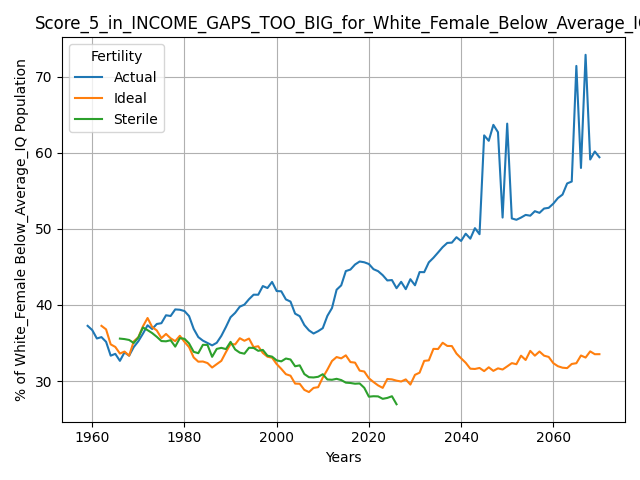 Score_5_in_INCOME_GAPS_TOO_BIG_for_White_Female_Below_Average_IQ
% of White_Female Below_Average_IQ Population
Fertility
Actual
Ideal
Sterile
70
60
50
40
30
1960
1980
2000
2020
2040
2060
Years